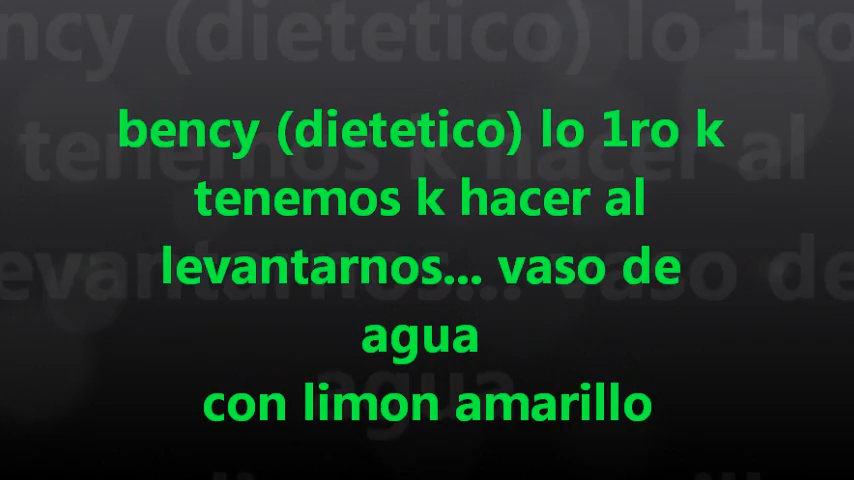 bency (dietetico) lo 1ro k
tenemos k hacer al
levantarnos... vaso de
agua
con limon amarillo